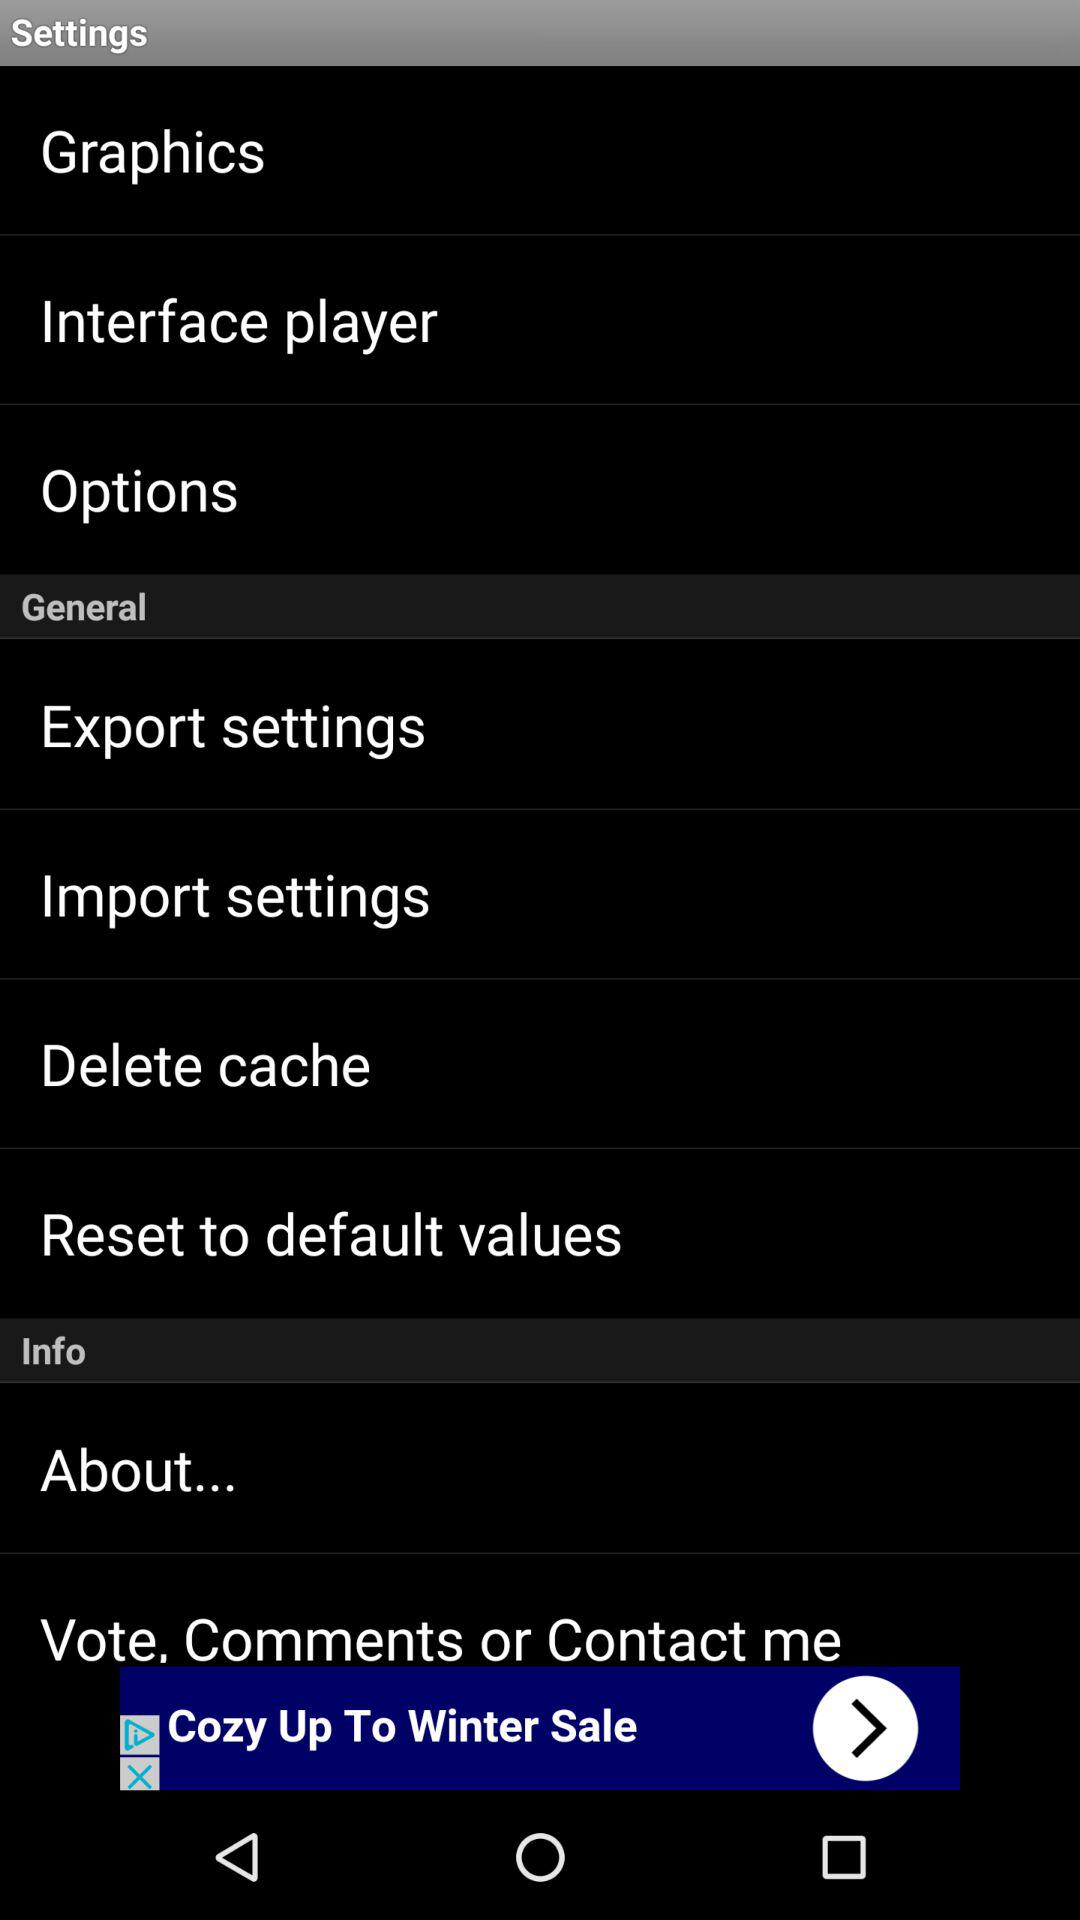 Settings
Graphics
Interface player
Options
General
Export settings
Import settings
Delete cache
Reset to default values
Info
About...
Vote, Comments or Contact me
Cozy Up To Winter Sale